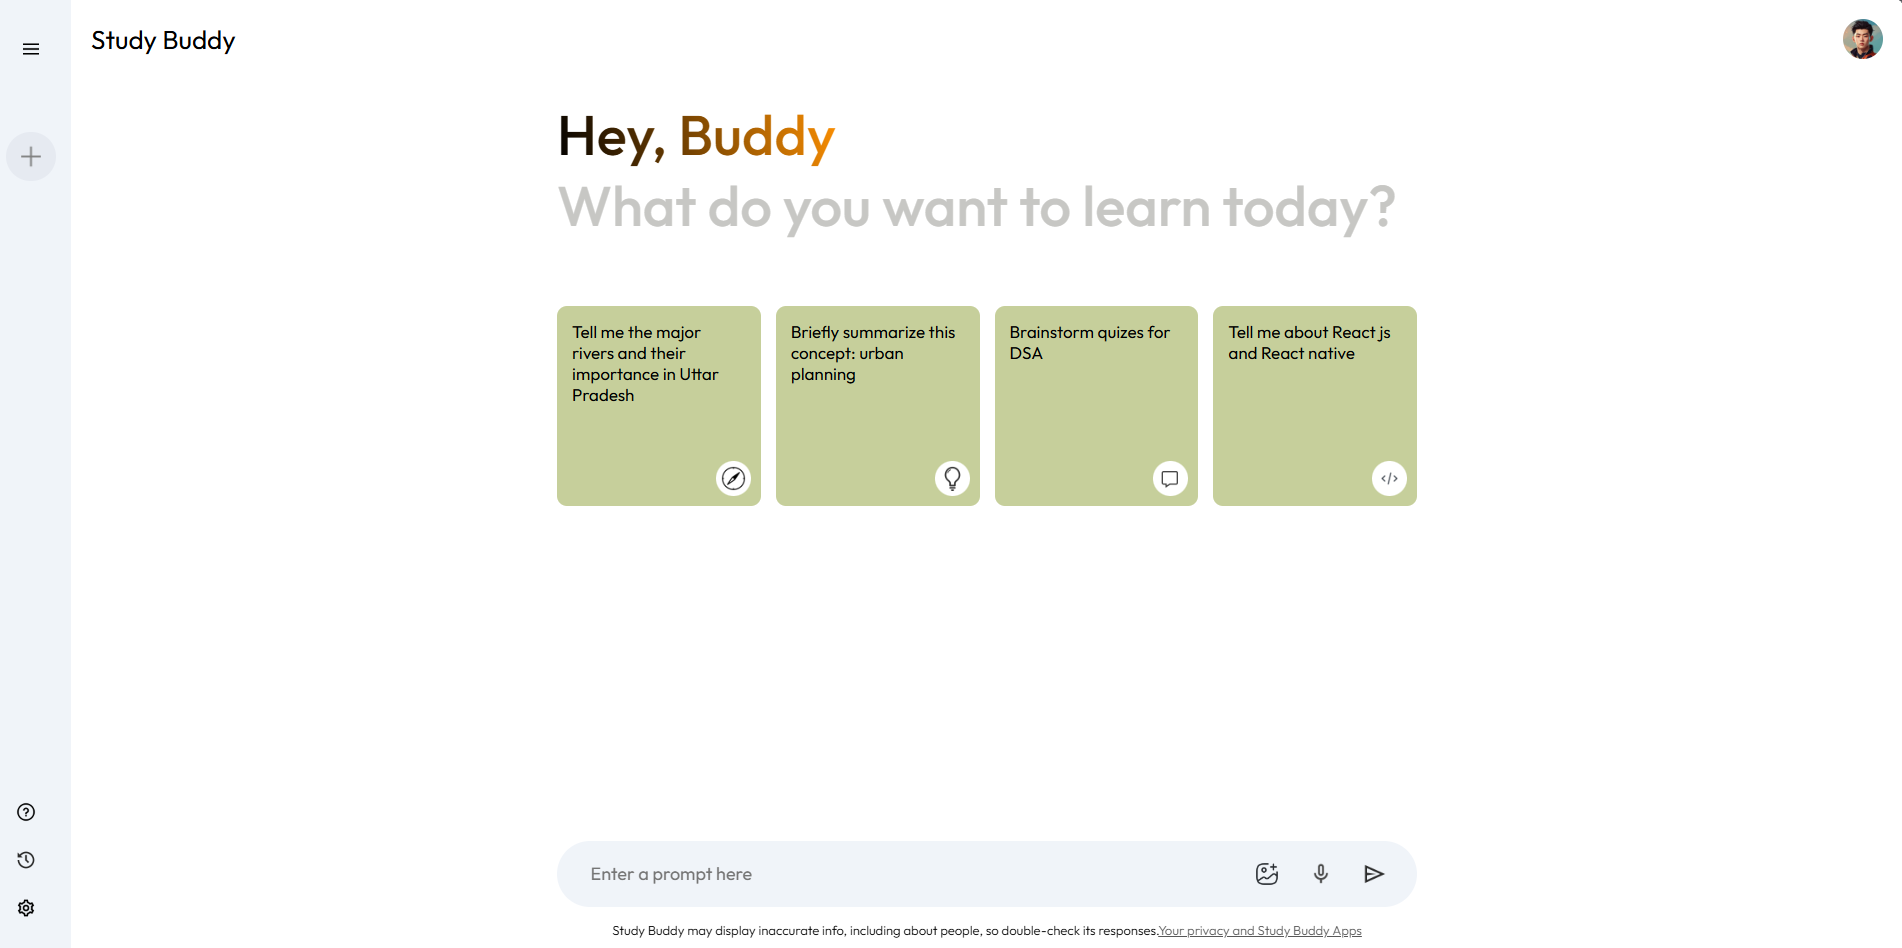 Study Buddy
Hey, Buddy
What do you want to learn today?
Tell me the major
rivers and their
importance in Uttar
Pradesh
Briefly summarize this
concept: urban
planning
Brainstorm quizes for
DSA
Tell me about React js
and React native
Enter a prompt here
Study Buddy may display inaccurate info, including about people, so double-check its responses.Your privacy and Study Buddy Apps